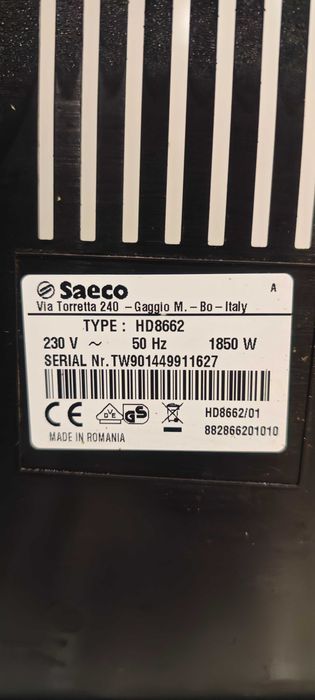 Saeco
A
Via Torretta 240 - Gaggio M. - Bo - Italy
TYPE : HD8662
230 V ~ 50 Hz 1850 W
SERIAL Nr. TW901449911627
CE VDE GS HD8662/01
MADE IN ROMANIA 882866201010